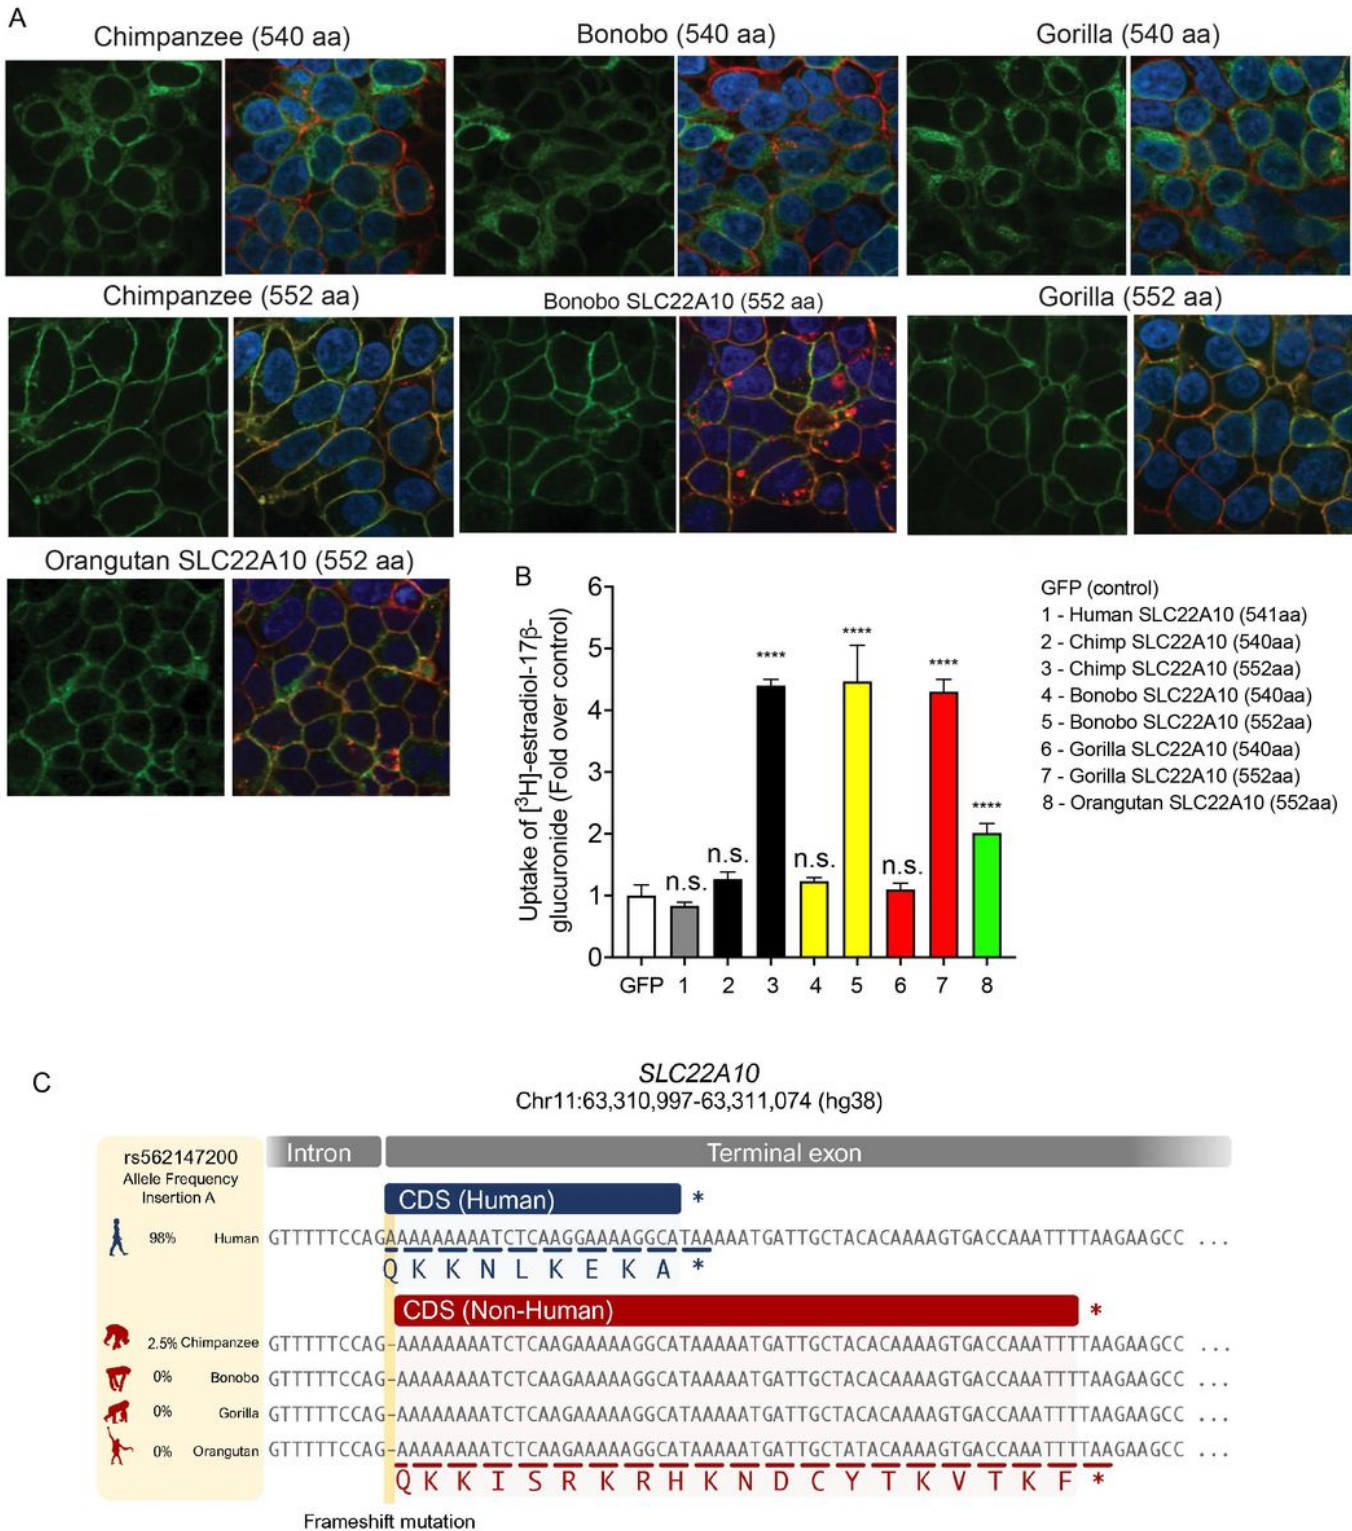 A
Chimpanzee (540 aa)
Bonobo (540 aa)
Gorilla (540 aa)
Chimpanzee (552 aa)
Bonobo SLC22A10 (552 aa)
Gorilla (552 aa)
Orangutan SLC22A10 (552 aa)
B
Uptake of [³H]-estradiol-17β-
glucuronide (Fold over control)
6
5
4
3
2
1
0
n.s.
n.s.
****
n.s.
****
n.s.
****
****
GFP 1 2 3 4 5 6 7 8
GFP (control)
1 - Human SLC22A10 (541aa)
2 - Chimp SLC22A10 (540aa)
3 - Chimp SLC22A10 (552aa)
4 - Bonobo SLC22A10 (540aa)
5 - Bonobo SLC22A10 (552aa)
6 - Gorilla SLC22A10 (540aa)
7 - Gorilla SLC22A10 (552aa)
8 - Orangutan SLC22A10 (552aa)
C
SLC22A10
Chr11:63,310,997-63,311,074 (hg38)
rs562147200
Allele Frequency
Insertion A
Intron
Terminal exon
CDS (Human) *
98% Human GTTTTTCCAGAAAAAAAAATCTCAAGGAAAAGGCATAAAAATGATTGCTACACAAAAGTGACCAAATTTTAAGAAGCC ...
Q K K N L K E K A *
CDS (Non-Human) *
2.5% Chimpanzee GTTTTTCCAG-AAAAAAAATCTCAAGAAAAAGGCATAAAAATGATTGCTACACAAAAGTGACCAAATTTTAAGAAGCC ...
0% Bonobo GTTTTTCCAG-AAAAAAAATCTCAAGAAAAAGGCATAAAAATGATTGCTACACAAAAGTGACCAAATTTTAAGAAGCC ...
0% Gorilla GTTTTTCCAG-AAAAAAAATCTCAAGAAAAAGGCATAAAAATGATTGCTACACAAAAGTGACCAAATTTTAAGAAGCC ...
0% Orangutan GTTTTTCCAG-AAAAAAAATCTCAAGAAAAAGGCATAAAAATGATTGCTATACAAAAGTGACCAAATTTTAAGAAGCC ...
Q K K I S R K R H K N D C Y T K V T K F *
Frameshift mutation